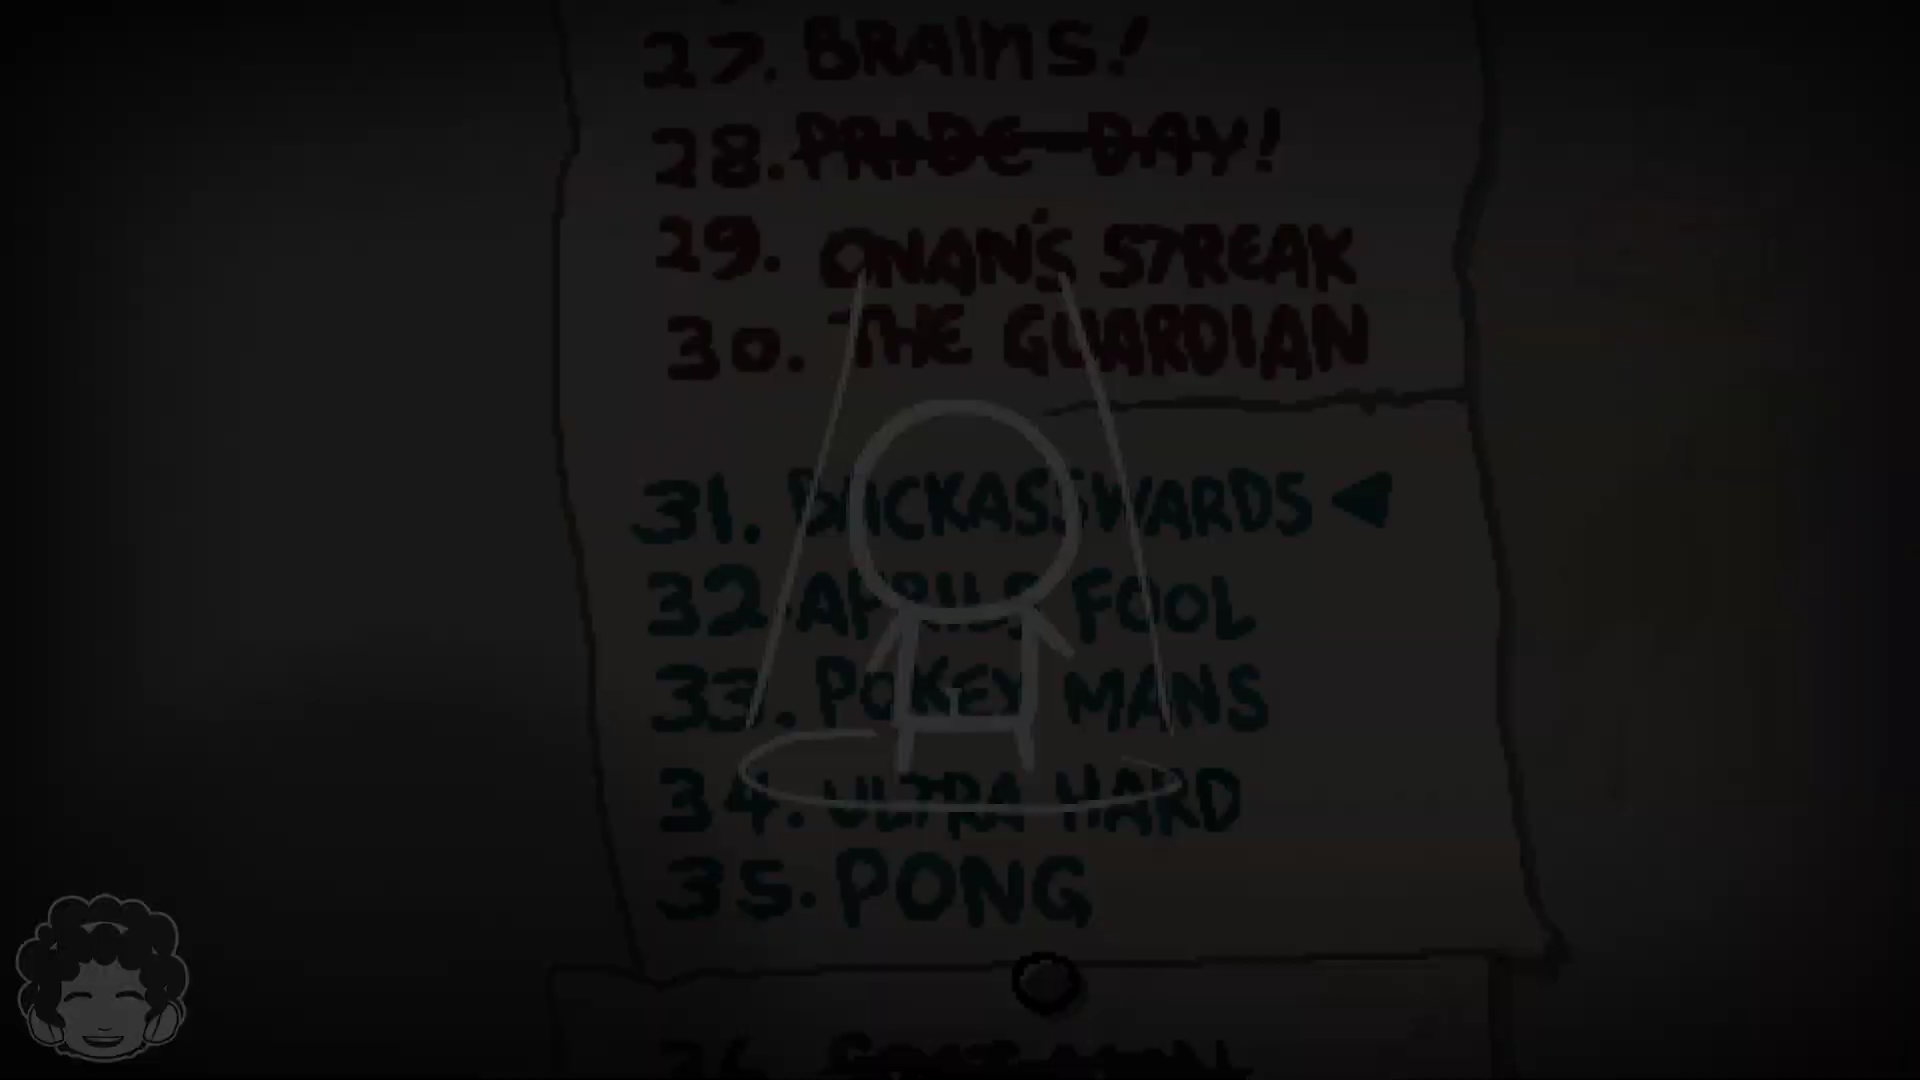 27. BRAINS!
28. PRIDE DAY!
29. ONAN'S STREAK
30. THE GUARDIAN
31. BACKASSWARDS
32. APRILS FOOL
33. POKEY MANS
34. ULTRA HARD
35. PONG
36.